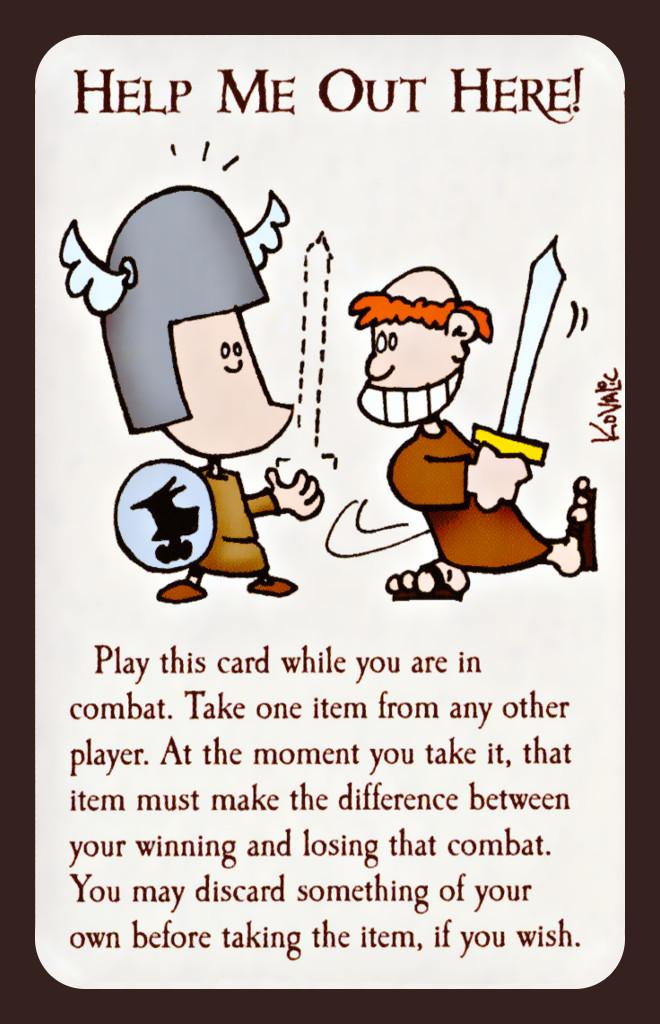 Help Me Out Here!
Kovalic
Play this card while you are in
combat. Take one item from any other
player. At the moment you take it, that
item must make the difference between
your winning and losing that combat.
You may discard something of your
own before taking the item, if you wish.